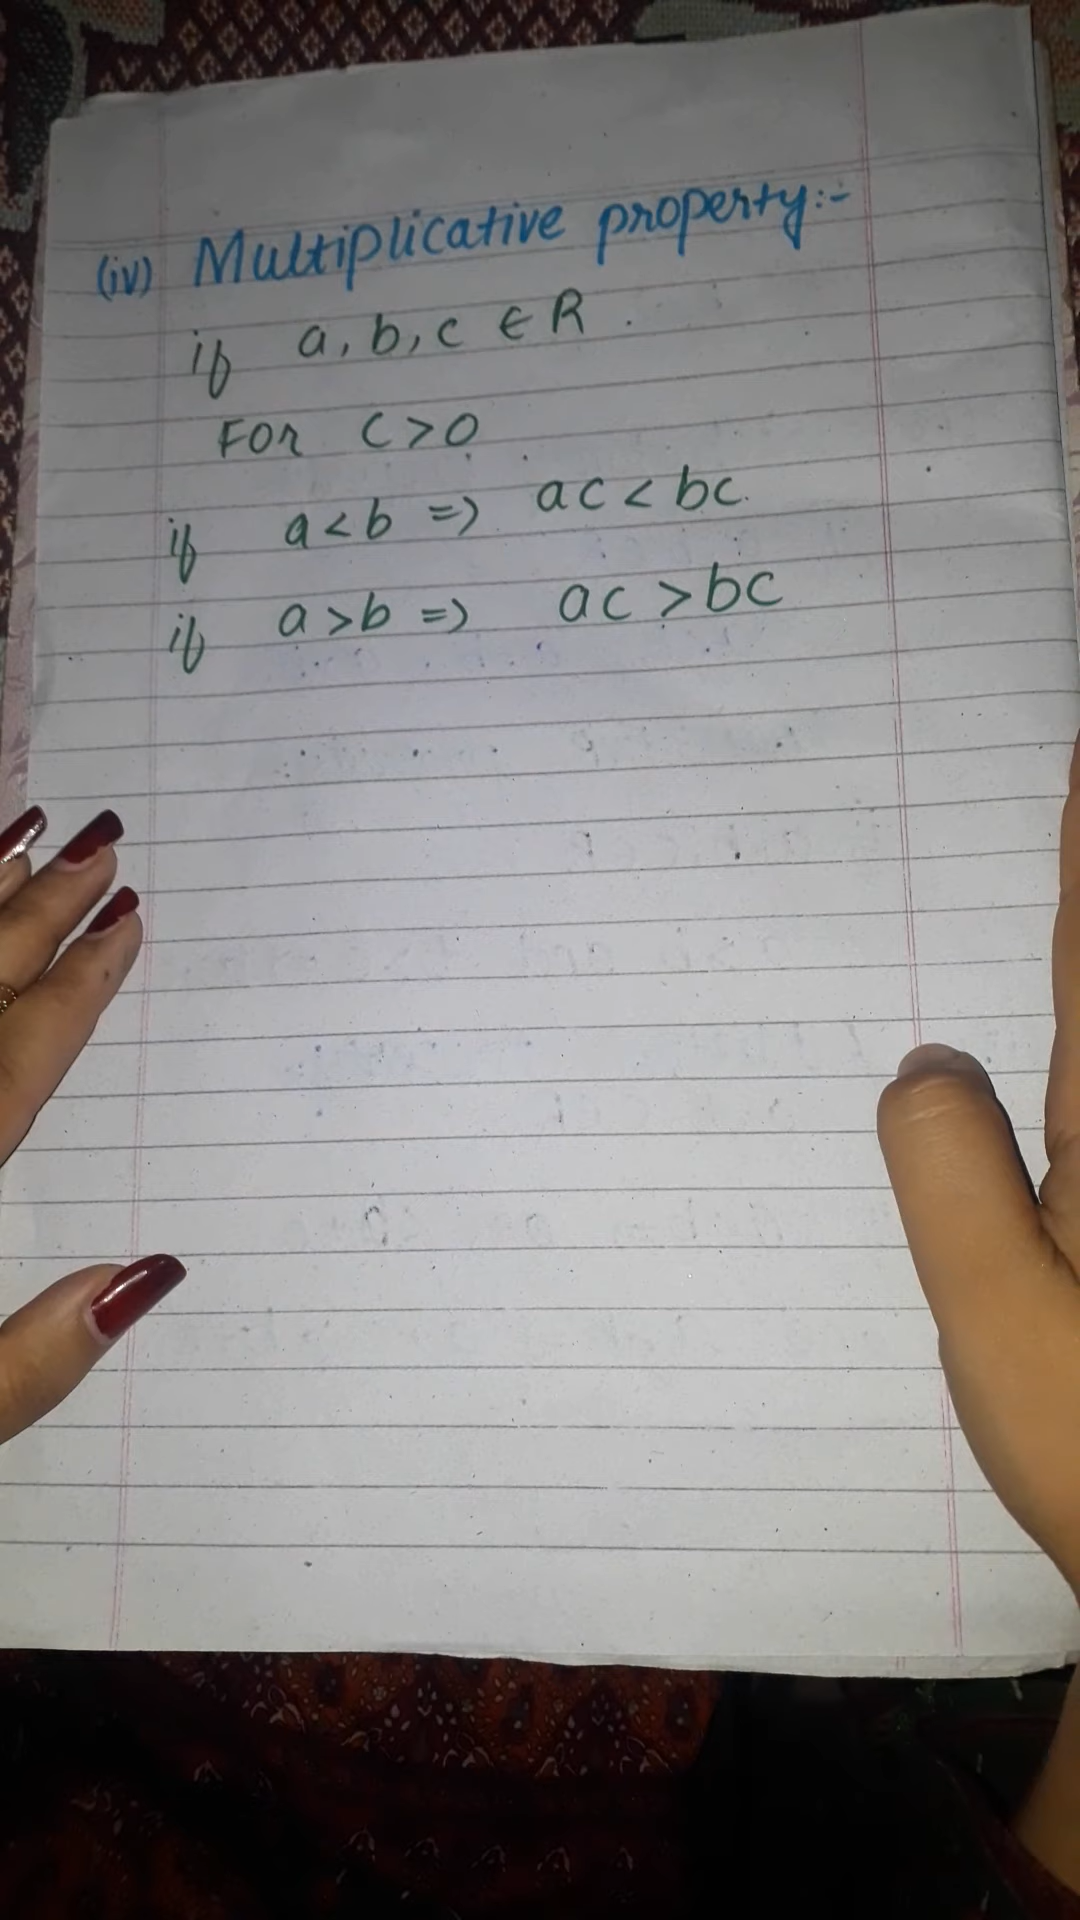 (iv) Multiplicative property:-
if a, b, c ∈ R.
FOR C>0
if a<b => ac<bc.
if a>b => ac>bc